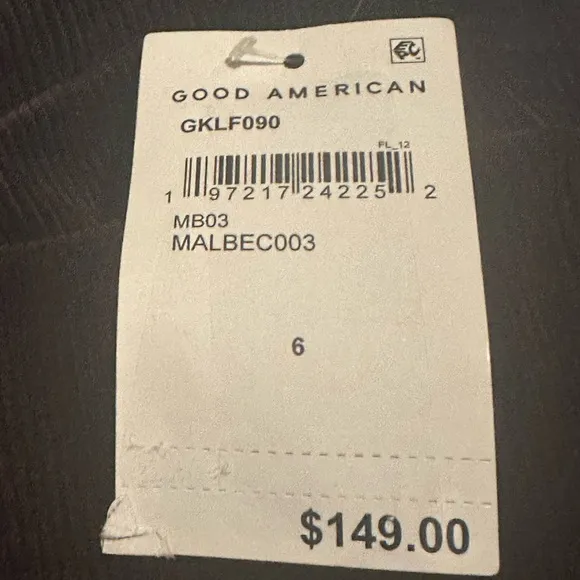 GOOD AMERICAN
GKLF090
FL_12
1 97217 24225 2
MB03
MALBEC003
6
$149.00